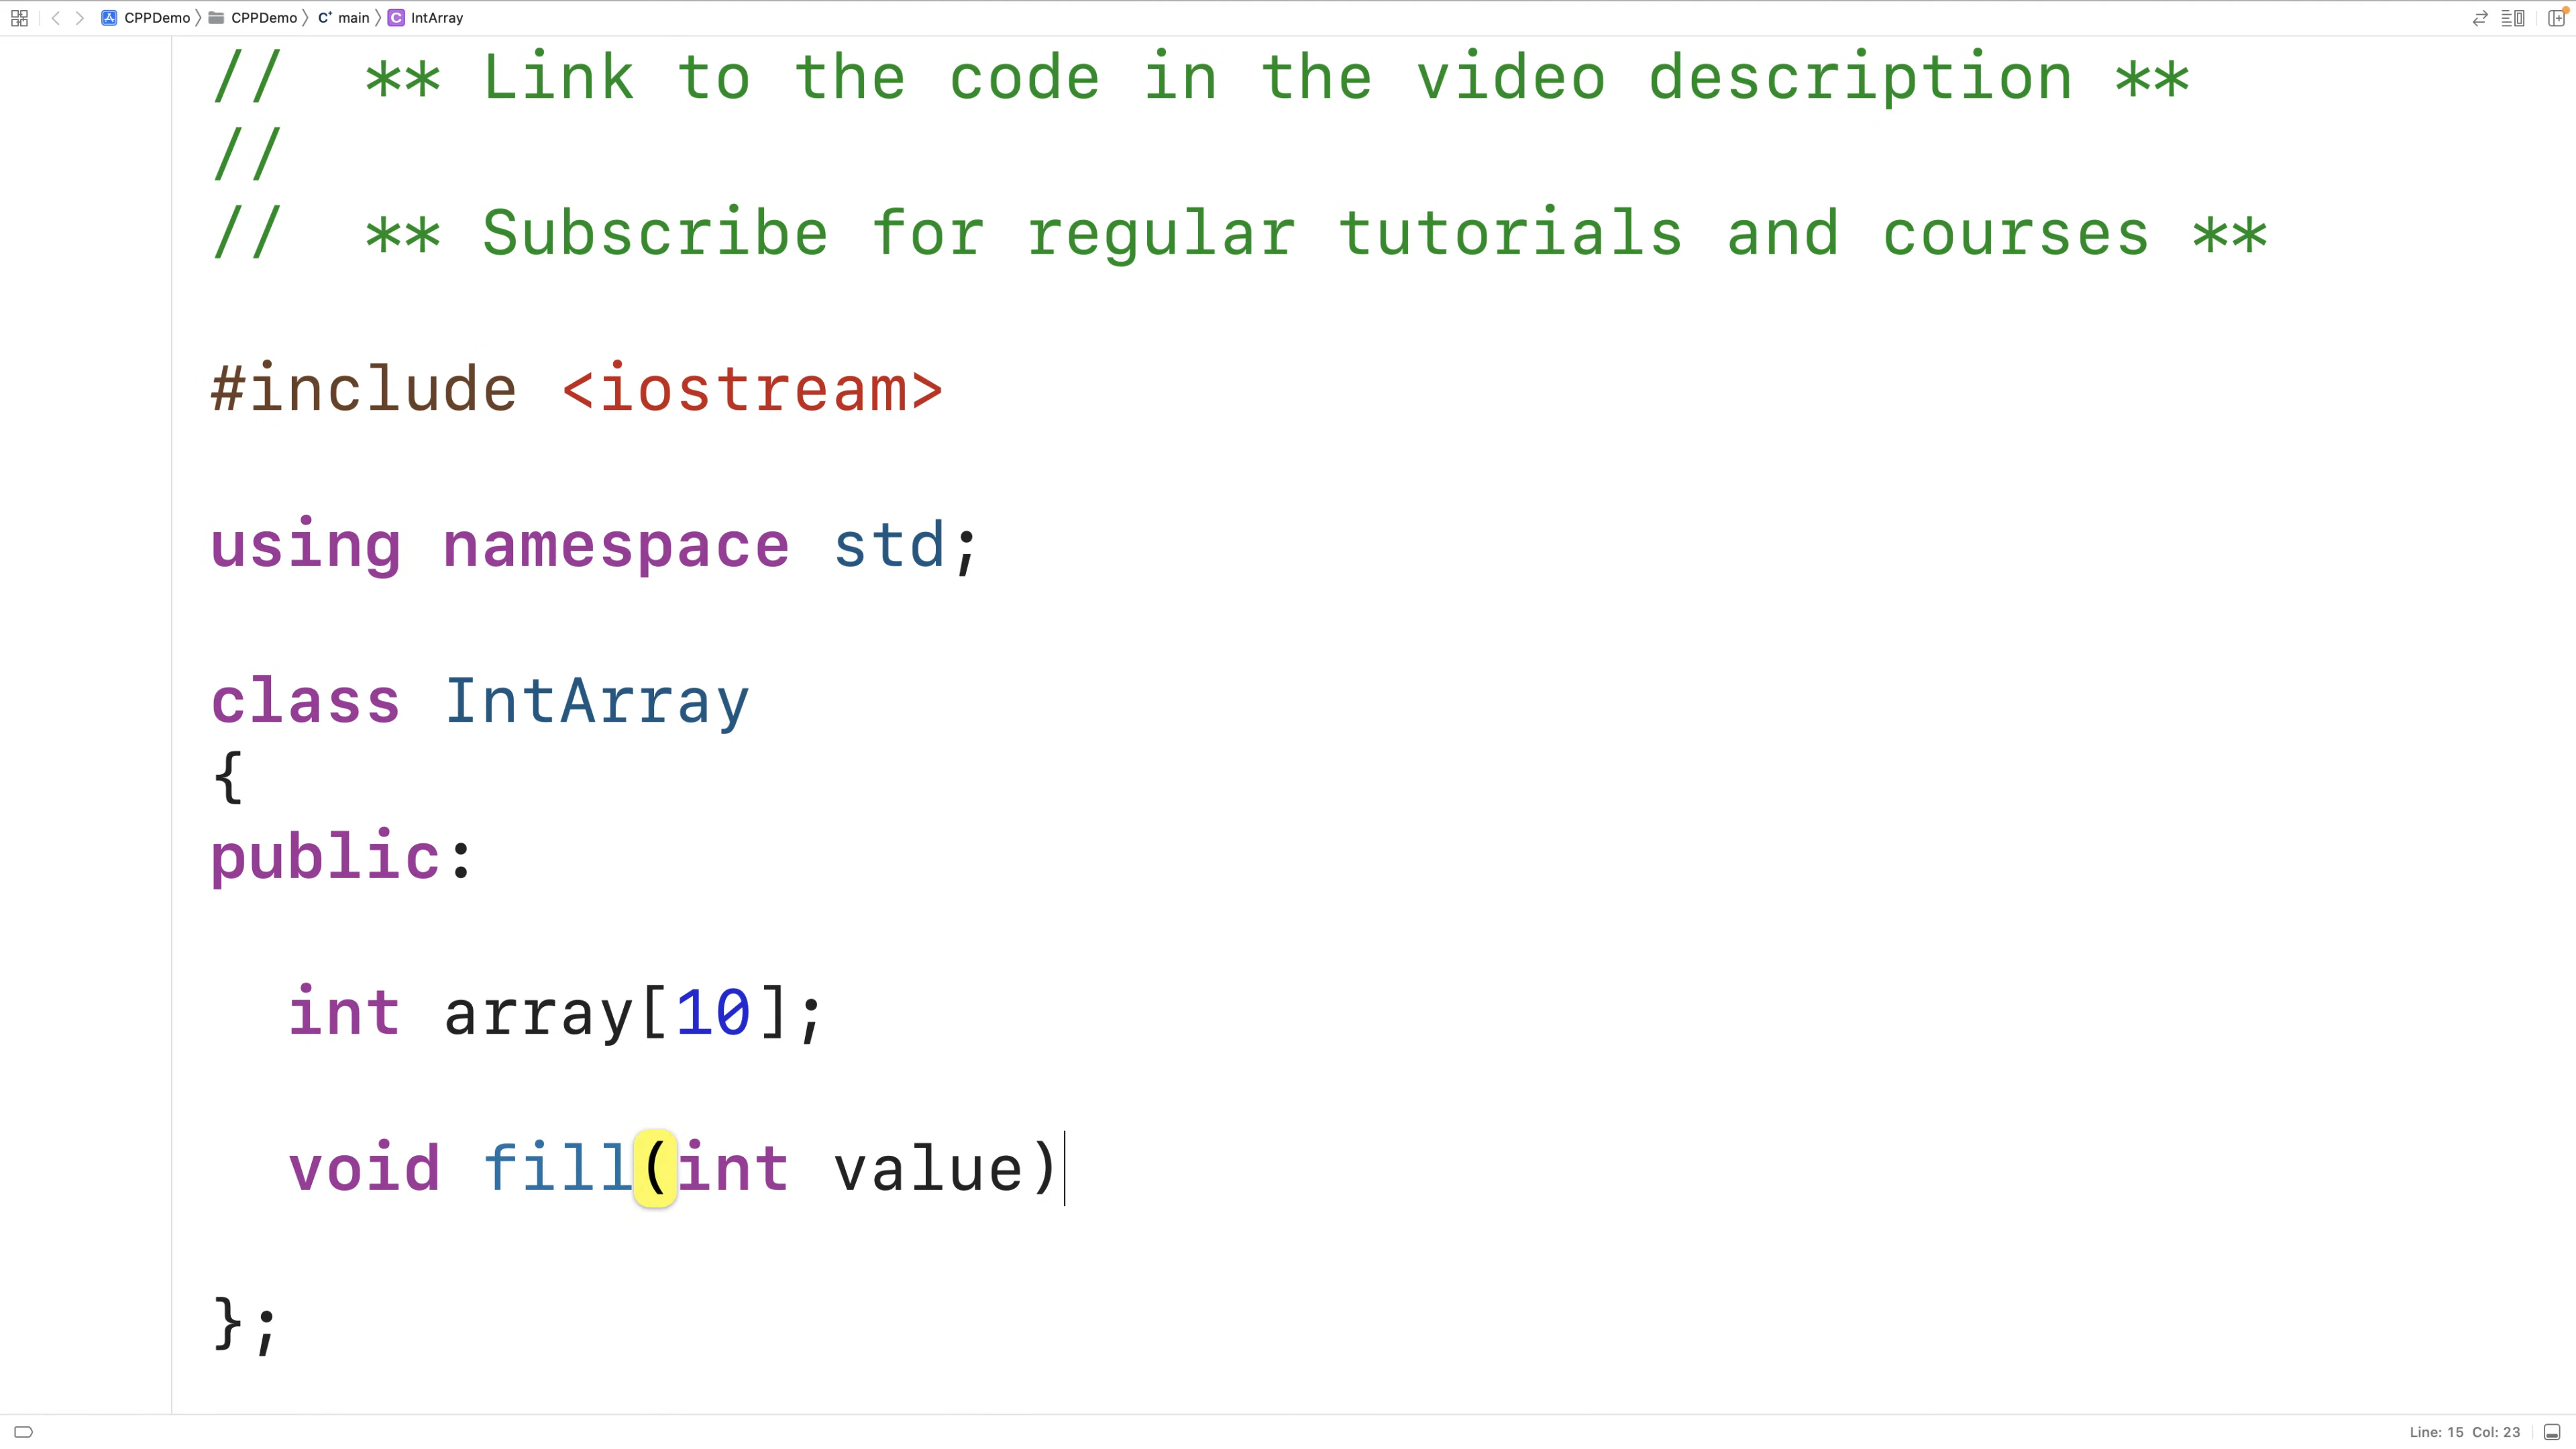 CPPDemo 〉 CPPDemo 〉 C+ main 〉 C IntArray
//  ** Link to the code in the video description **
//
//  ** Subscribe for regular tutorials and courses **
#include <iostream>
using namespace std;
class IntArray
{
public:
  int array[10];
  void fill(int value)
};
Line: 15 Col: 23